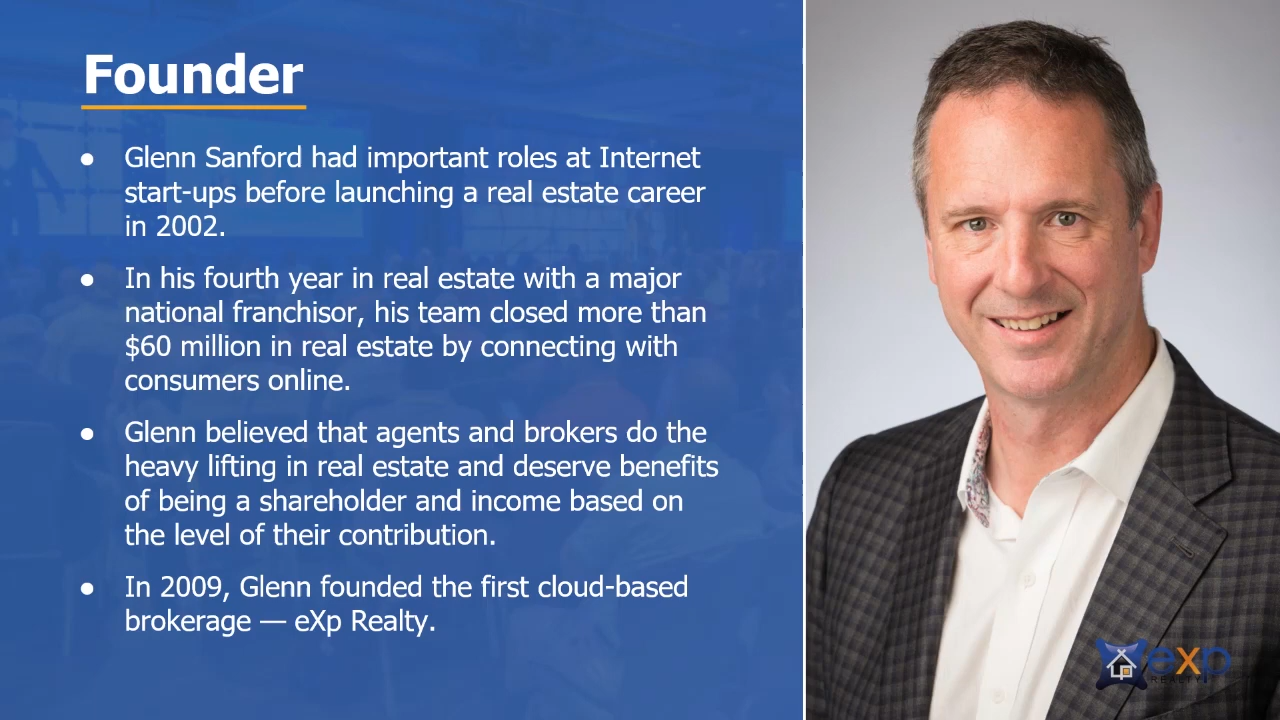 Founder
● Glenn Sanford had important roles at Internet
start-ups before launching a real estate career
in 2002.
● In his fourth year in real estate with a major
national franchisor, his team closed more than
$60 million in real estate by connecting with
consumers online.
● Glenn believed that agents and brokers do the
heavy lifting in real estate and deserve benefits
of being a shareholder and income based on
the level of their contribution.
● In 2009, Glenn founded the first cloud-based
brokerage — eXp Realty.
exp
REALTY